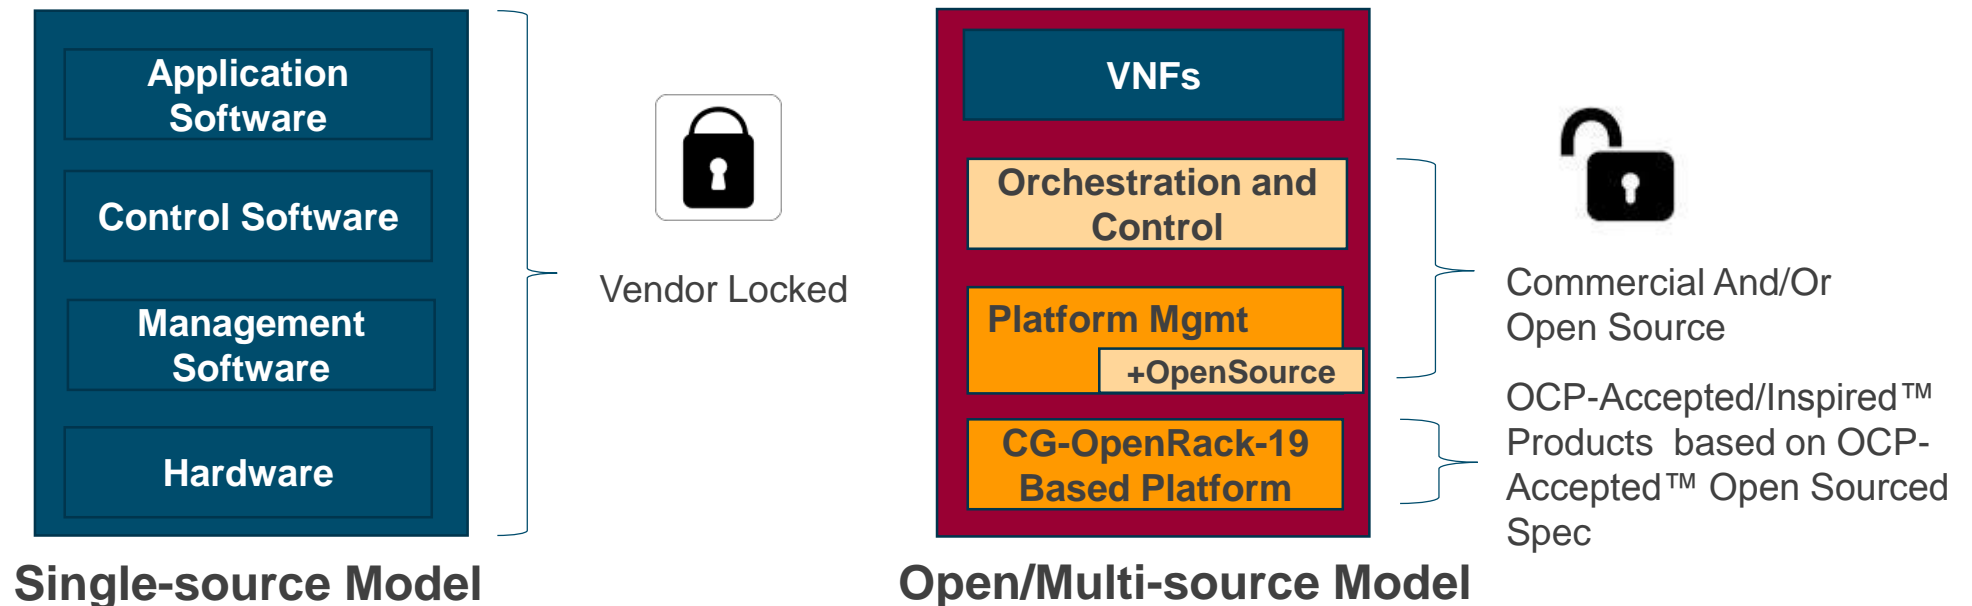 Application
Software
Control Software
Management
Software
Hardware
Single-source Model
Vendor Locked
VNFs
Orchestration and
Control
Platform Mgmt
+OpenSource
CG-OpenRack-19
Based Platform
Open/Multi-source Model
Commercial And/Or
Open Source
OCP-Accepted/Inspired™
Products based on OCP-
Accepted™ Open Sourced
Spec